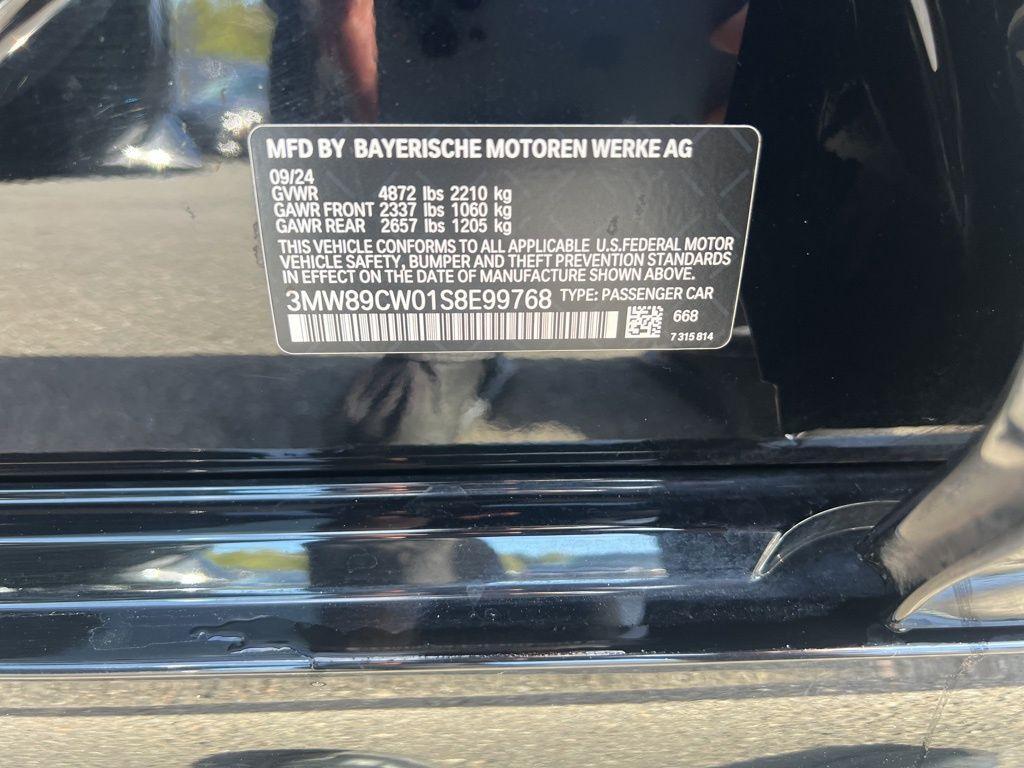 MFD BY BAYERISCHE MOTOREN WERKE AG
09/24
GVWR 4872 lbs 2210 kg
GAWR FRONT 2337 lbs 1060 kg
GAWR REAR 2657 lbs 1205 kg
THIS VEHICLE CONFORMS TO ALL APPLICABLE U.S.FEDERAL MOTOR
VEHICLE SAFETY, BUMPER AND THEFT PREVENTION STANDARDS
IN EFFECT ON THE DATE OF MANUFACTURE SHOWN ABOVE.
3MW89CW01S8E99768 TYPE: PASSENGER CAR
668
7 315 814